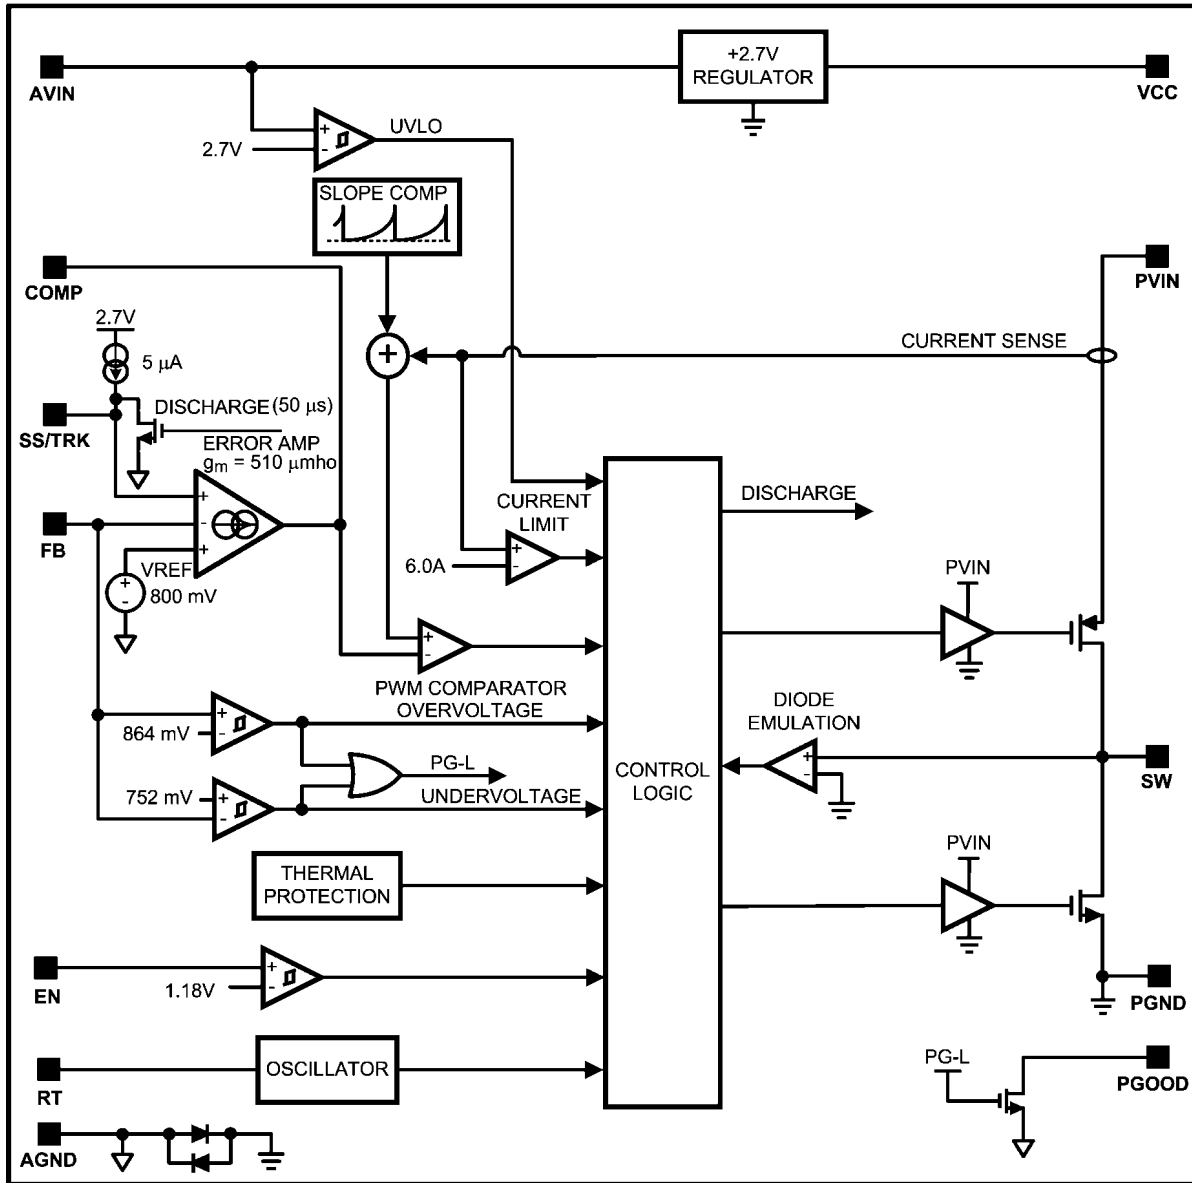 AVIN
+2.7V
REGULATOR
VCC
UVLO
+
-
2.7V
SLOPE COMP
COMP
PVIN
2.7V
CURRENT SENSE
+
5 μA
DISCHARGE (50 μs)
SS/TRK
ERROR AMP
gm = 510 μmho
+
-
+
FB
CURRENT
LIMIT
DISCHARGE
+
-
6.0A
VREF
800 mV
+
-
PVIN
+
-
PWM COMPARATOR
OVERVOLTAGE
DIODE
EMULATION
+
-
864 mV
PG-L
CONTROL
LOGIC
+
-
SW
752 mV
+
-
UNDERVOLTAGE
PVIN
THERMAL
PROTECTION
EN
+
-
1.18V
PGND
RT
OSCILLATOR
PG-L
PGOOD
AGND